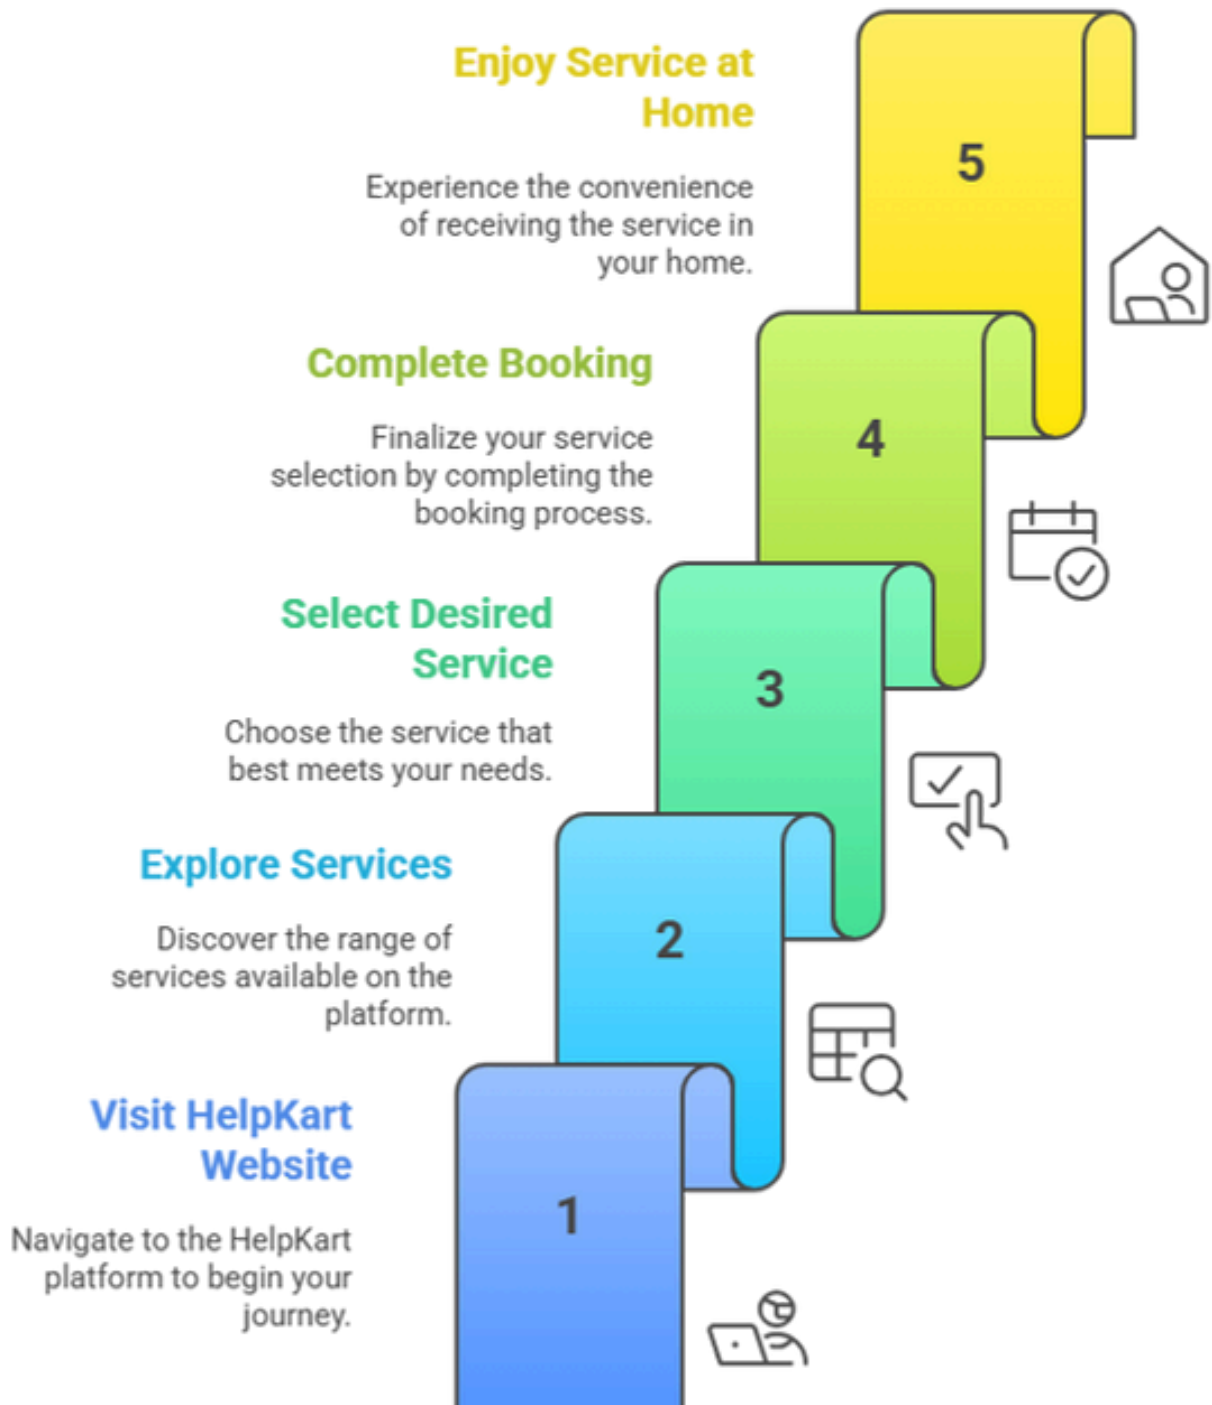 Enjoy Service at
Home
5
Experience the convenience
of receiving the service in
your home.
Complete Booking
4
Finalize your service
selection by completing the
booking process.
Select Desired
Service
3
Choose the service that
best meets your needs.
Explore Services
2
Discover the range of
services available on the
platform.
Visit HelpKart
Website
1
Navigate to the HelpKart
platform to begin your
journey.